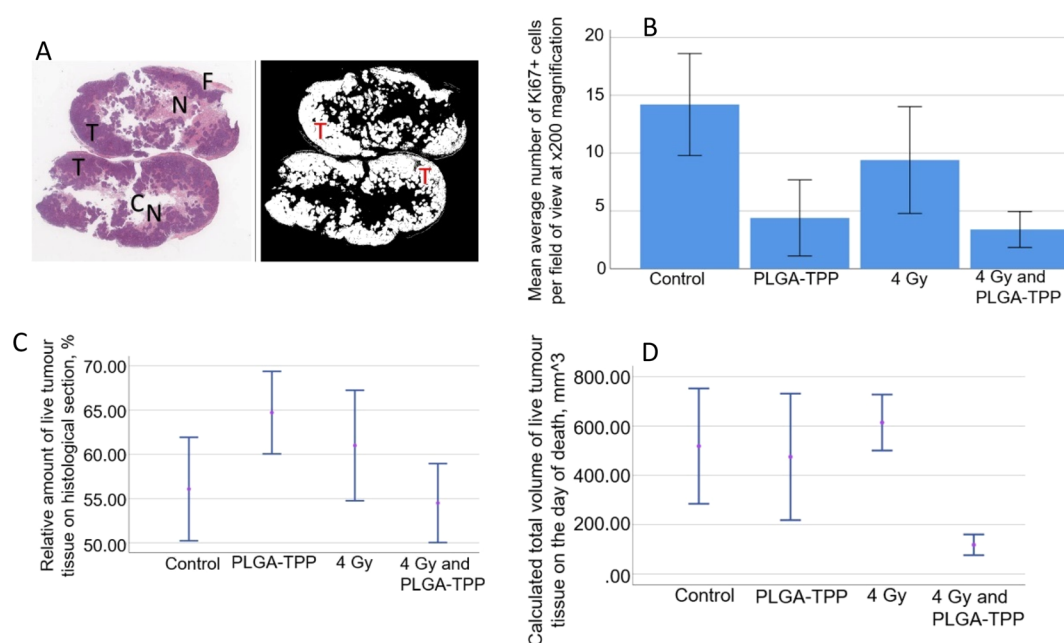 A
F
N
T
T
C
N
T
T
B
Mean average number of Ki67+ cells
per field of view at x200 magnification
20
15
10
5
0
Control
PLGA-TPP
4 Gy
4 Gy and
PLGA-TPP
C
Relative amount of live tumour
tissue on histological section, %
70.00
65.00
60.00
55.00
50.00
Control
PLGA-TPP
4 Gy
4 Gy and
PLGA-TPP
D
Calculated total volume of live tumour
tissue on the day of death, mm^3
800.00
600.00
400.00
200.00
.00
Control
PLGA-TPP
4 Gy
4 Gy and
PLGA-TPP